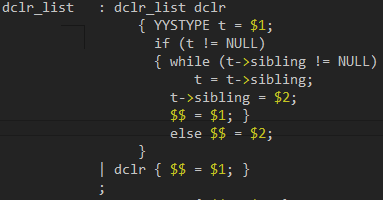 dclr_list : dclr_list dclr
{ YYSTYPE t = $1;
if (t != NULL)
{ while (t->sibling != NULL)
t = t->sibling;
t->sibling = $2;
$$ = $1; }
else $$ = $2;
}
| dclr { $$ = $1; }
;